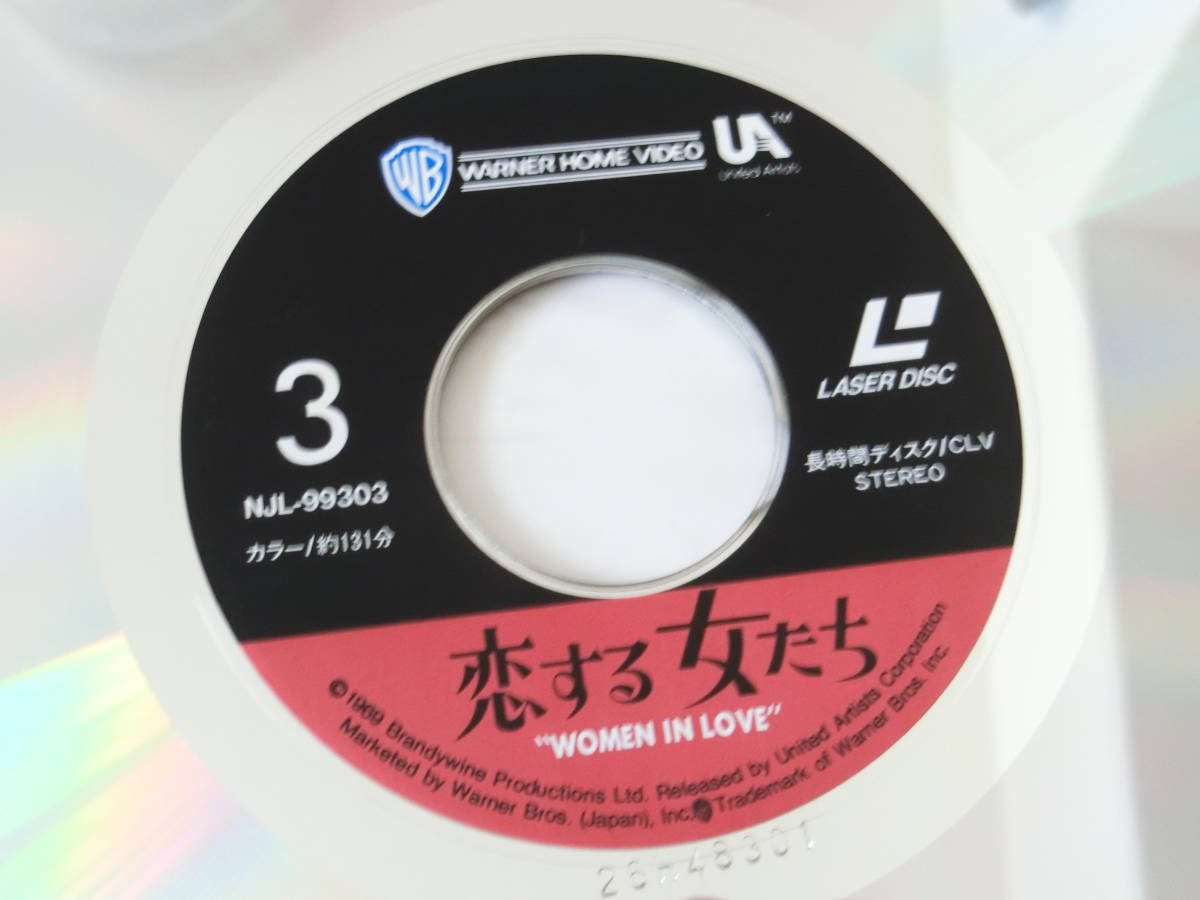 WB WARNER HOME VIDEO UA™
United Artists
LASER DISC
3
NJL-99303
カラー/約131分
長時間ディスク/CLV
STEREO
恋する女たち
"WOMEN IN LOVE"
©1969 Brandywine Productions Ltd. Released by United Artists Corporation
Marketed by Warner Bros. (Japan), Inc. Trademark of Warner Bros. Inc.
26-48301